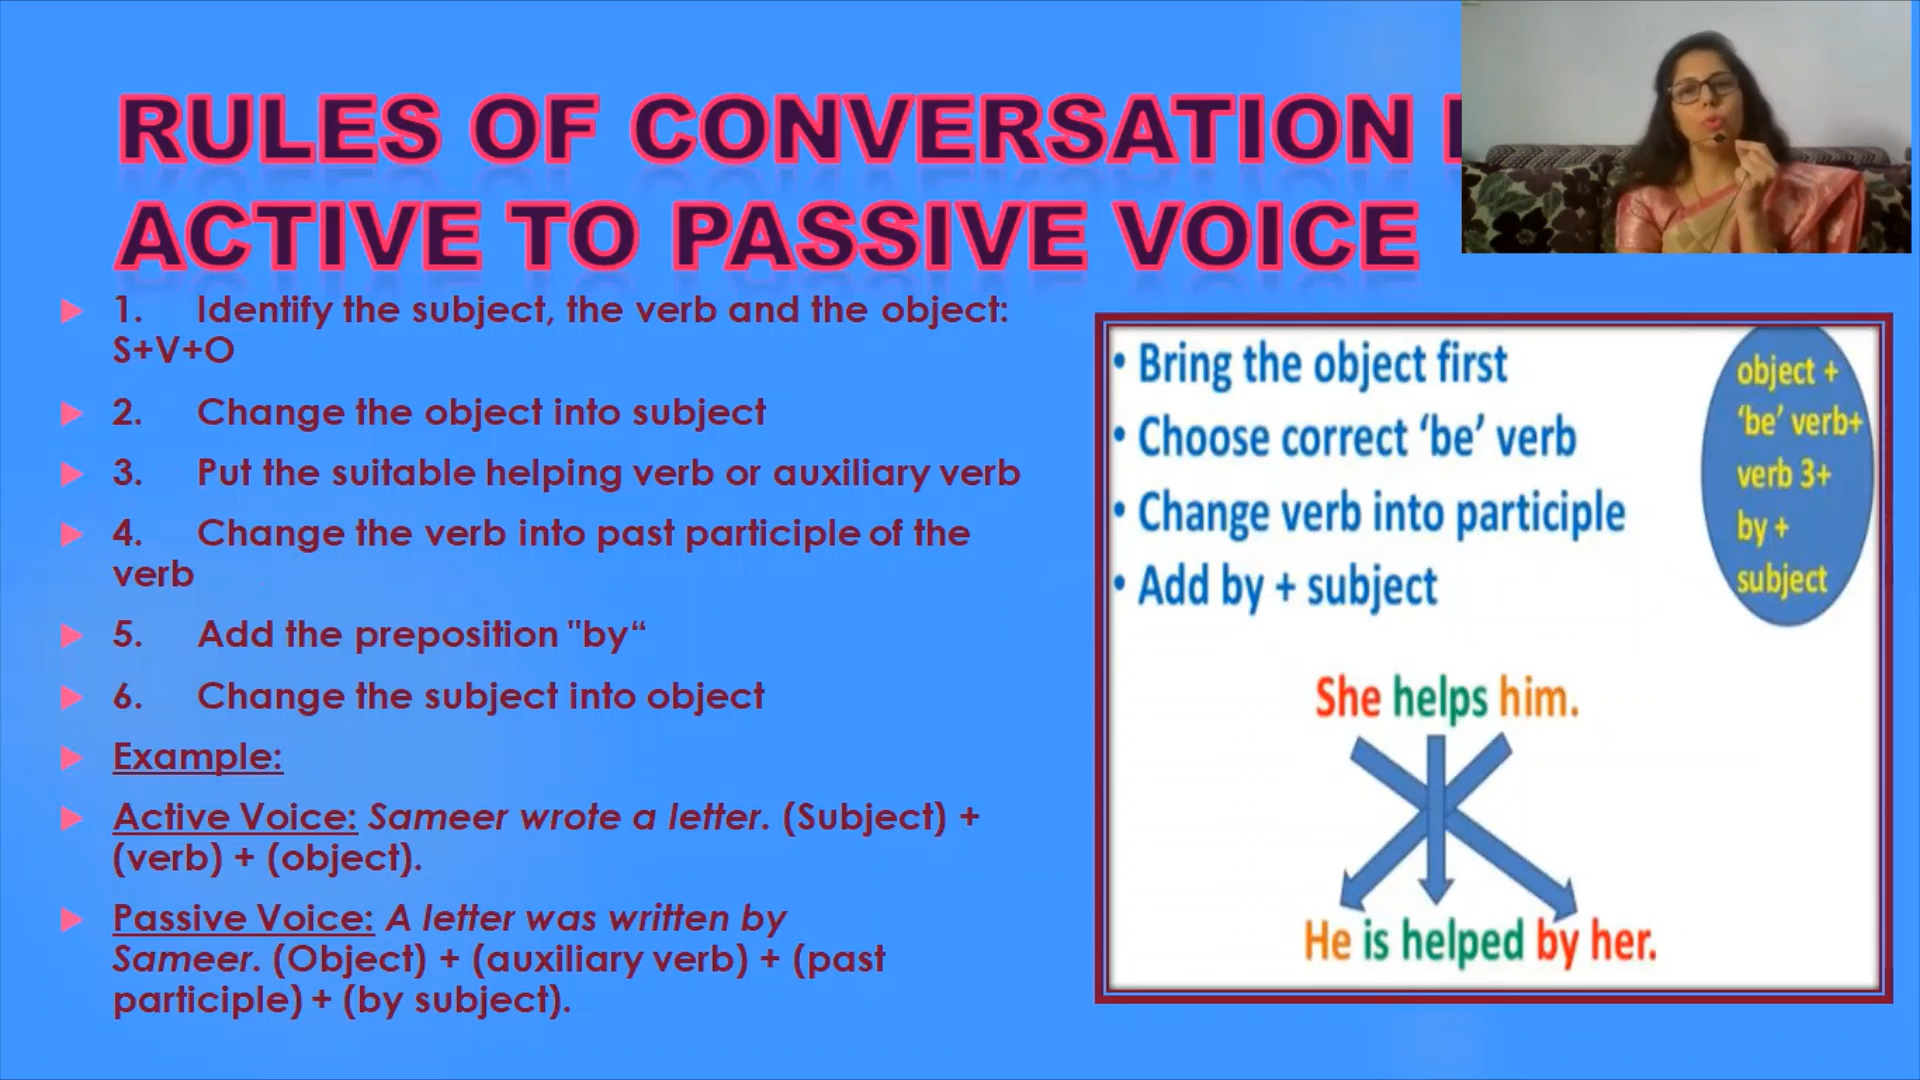 RULES OF CONVERSATION
ACTIVE TO PASSIVE VOICE
1. Identify the subject, the verb and the object:
S+V+O
2. Change the object into subject
3. Put the suitable helping verb or auxiliary verb
4. Change the verb into past participle of the
verb
5. Add the preposition "by“
6. Change the subject into object
Example:
Active Voice: Sameer wrote a letter. (Subject) +
(verb) + (object).
Passive Voice: A letter was written by
Sameer. (Object) + (auxiliary verb) + (past
participle) + (by subject).
• Bring the object first
• Choose correct ‘be’ verb
• Change verb into participle
• Add by + subject
object +
‘be’ verb+
verb 3+
by +
subject
She helps him.
He is helped by her.